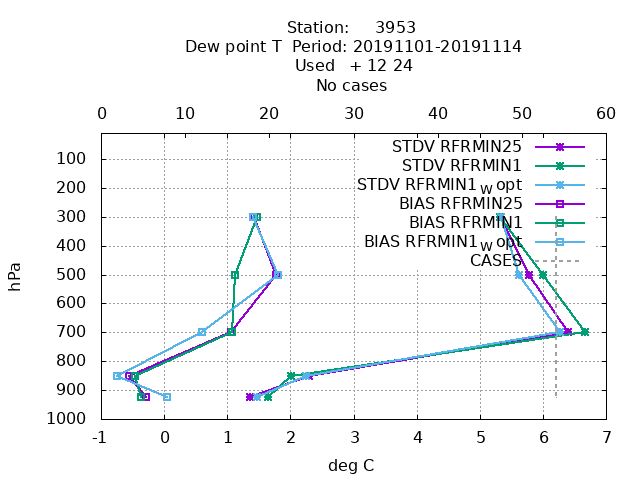 Station: 3953
Dew point T Period: 20191101-20191114
Used + 12 24
No cases
0 10 20 30 40 50 60
STDV RFRMIN25
STDV RFRMIN1
STDV RFRMIN1_w opt
BIAS RFRMIN25
BIAS RFRMIN1
BIAS RFRMIN1_w opt
CASES
hPa
100
200
300
400
500
600
700
800
900
1000
-1 0 1 2 3 4 5 6 7
deg C